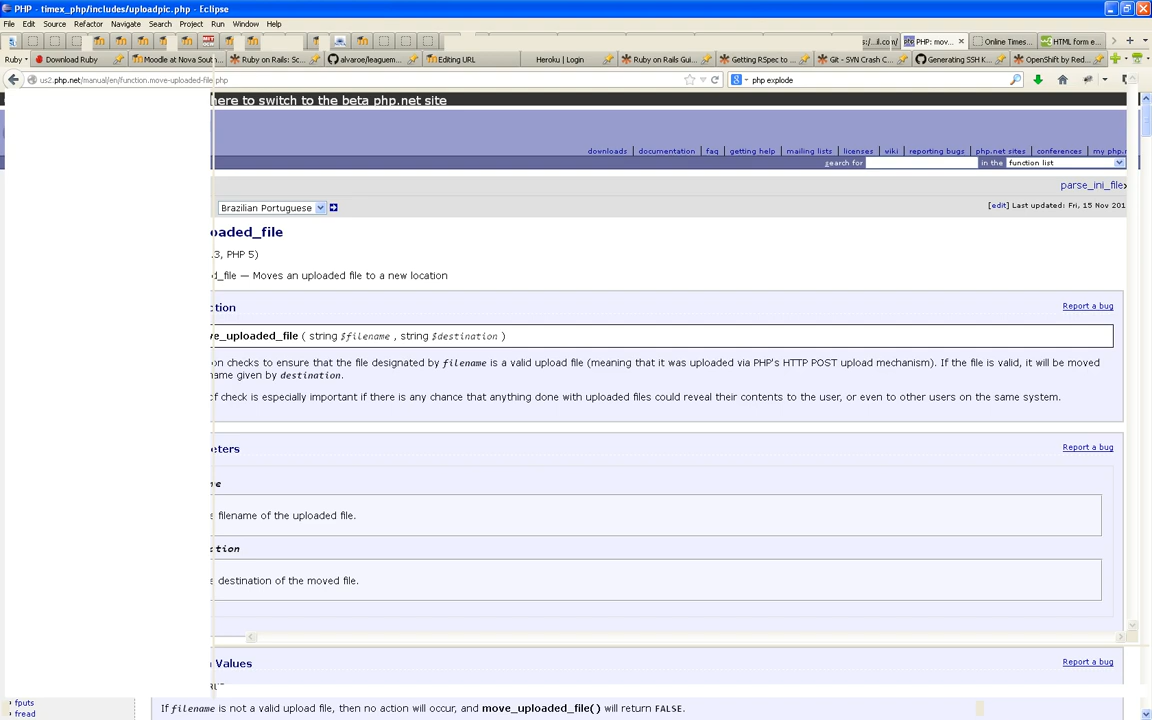 PHP - timex_php/includes/uploadpic.php - Eclipse
File Edit Source Refactor Navigate Search Project Run Window Help
s:/...il.com/ PHP: mov... Online Times... HTML form e...
Ruby Download Ruby Moodle at Nova Sout... Ruby on Rails: Sc... alvaroe/leaguem... Editing URL Heroku | Login Ruby on Rails Gui... Getting RSpec to ... Git - SVN Crash C... Generating SSH K... OpenShift by Red...
us2.php.net/manual/en/function.move-uploaded-file php
php explode
here to switch to the beta php.net site
downloads | documentation | faq | getting help | mailing lists | licenses | wiki | reporting bugs | php.net sites | conferences | my php.n
search for in the function list
parse_ini_file
Brazilian Portuguese
[edit] Last updated: Fri, 15 Nov 201
oaded_file
.3, PHP 5)
d_file — Moves an uploaded file to a new location
ction
Report a bug
ve_uploaded_file ( string $filename , string $destination )
on checks to ensure that the file designated by filename is a valid upload file (meaning that it was uploaded via PHP's HTTP POST upload mechanism). If the file is valid, it will be moved
name given by destination.
of check is especially important if there is any chance that anything done with uploaded files could reveal their contents to the user, or even to other users on the same system.
eters
Report a bug
me
filename of the uploaded file.
tion
destination of the moved file.
Values
Report a bug
fputs
If filename is not a valid upload file, then no action will occur, and move_uploaded_file() will return FALSE.
fread